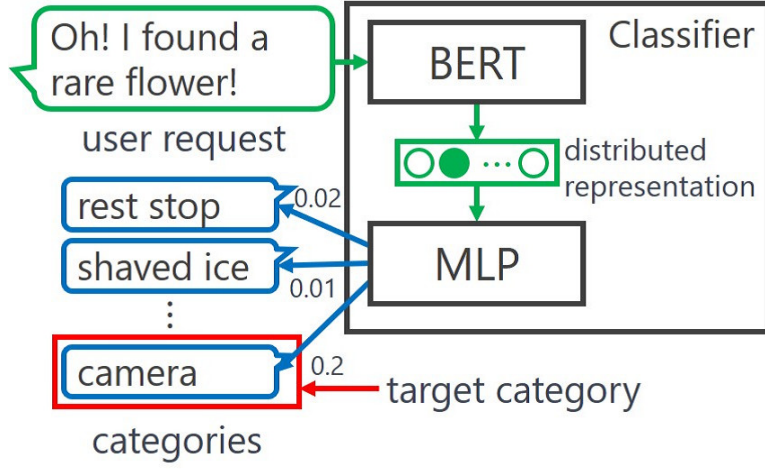 Oh! I found a
rare flower!
user request
Classifier
BERT
distributed
representation
MLP
rest stop
0.02
shaved ice
0.01
⋮
camera
0.2
target category
categories